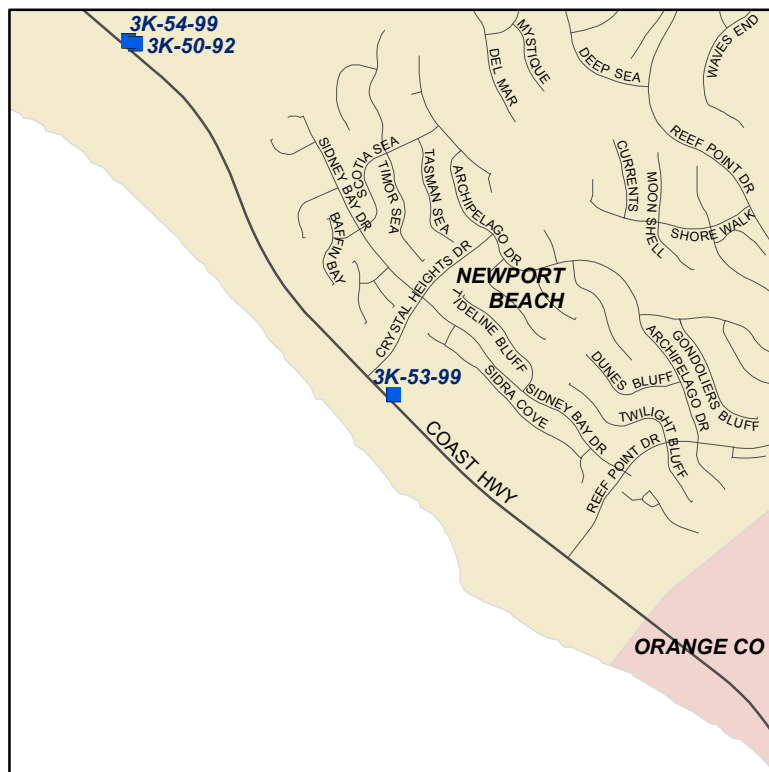 3K-54-99
3K-50-92
MYSTIQUE
DEL MAR
DEEP SEA
WAVES END
REEF POINT DR
SIDNEY BAY DR
SCOTIA SEA
TIMOR SEA
TASMAN SEA
ARCHIPELAGO DR
CURRENTS
MOON SHELL
SHORE WALK
BAFFIN BAY
CRYSTAL HEIGHTS DR
NEWPORT
BEACH
TIDELINE BLUFF
3K-53-99
SIDRA COVE
SIDNEY BAY DR
DUNES BLUFF
ARCHIPELAGO DR
GONDOLIERS BLUFF
TWILIGHT BLUFF
COAST HWY
REEF POINT DR
ORANGE CO